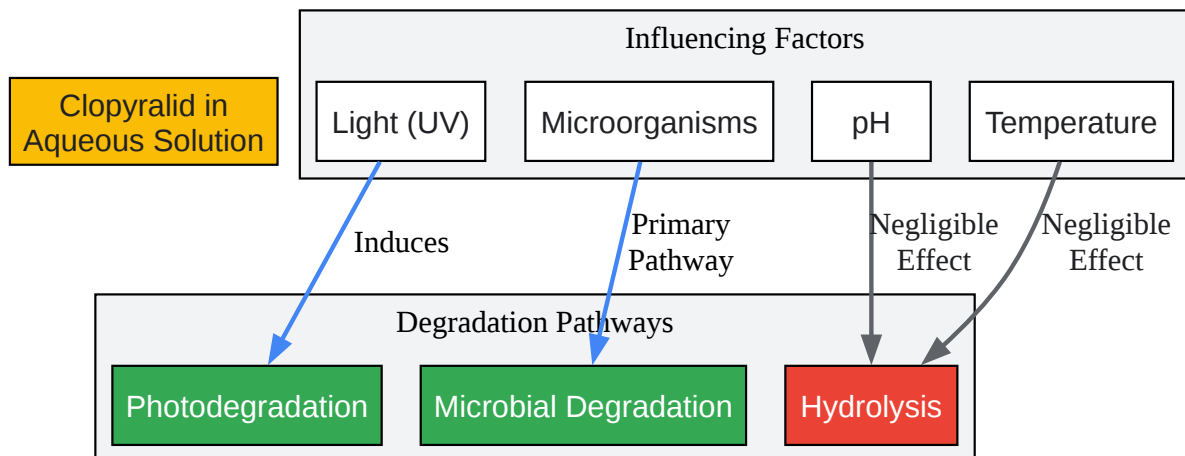 Influencing Factors
Clopyralid in
Aqueous Solution
Light (UV)
Microorganisms
pH
Temperature
Induces
Primary
Pathway
Negligible
Effect
Negligible
Effect
Degradation Pathways
Photodegradation
Microbial Degradation
Hydrolysis